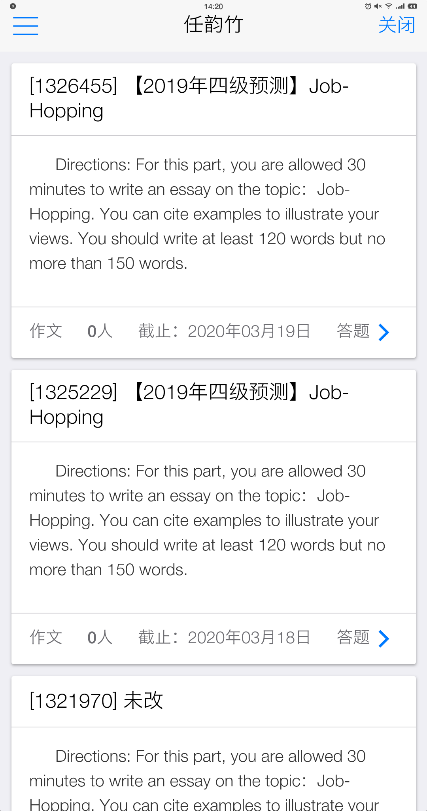 14:20
任韵竹
关闭
[1326455] 【2019年四级预测】Job-
Hopping
Directions: For this part, you are allowed 30
minutes to write an essay on the topic：Job-
Hopping. You can cite examples to illustrate your
views. You should write at least 120 words but no
more than 150 words.
作文 0人 截止：2020年03月19日 答题
[1325229] 【2019年四级预测】Job-
Hopping
Directions: For this part, you are allowed 30
minutes to write an essay on the topic：Job-
Hopping. You can cite examples to illustrate your
views. You should write at least 120 words but no
more than 150 words.
作文 0人 截止：2020年03月18日 答题
[1321970] 未改
Directions: For this part, you are allowed 30
minutes to write an essay on the topic：Job-
Hopping. You can cite examples to illustrate your